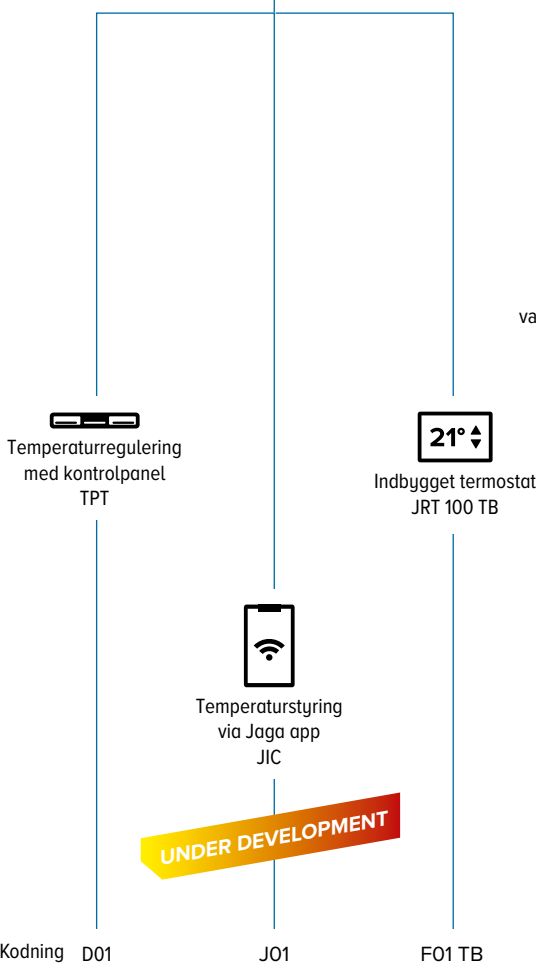 va
Temperaturregulering
med kontrolpanel
TPT
21°
Indbygget termostat
JRT 100 TB
Temperaturstyring
via Jaga app
JIC
UNDER DEVELOPMENT
Kodning D01 J01 F01 TB